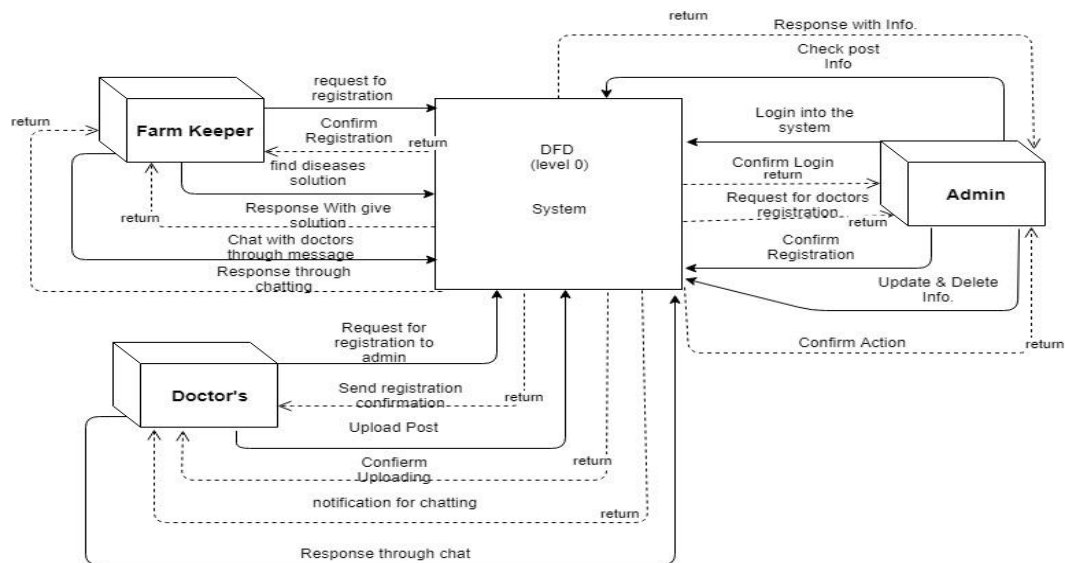 return
Response with Info.
Check post
Info
request fo
registration
return
Farm Keeper
Confirm
Registration
return
find diseases
solution
return
Response With give
solution
Chat with doctors
through message
Response through
chatting
DFD
(level 0)
System
Login into the
system
return
Confirm Login
return
Request for doctors
registration
return
Admin
Confirm
Registration
Update & Delete
Info.
Confirm Action
return
Request for
registration to
admin
Doctor's
Send registration
confirmation
return
Upload Post
Confierm
Uploading
return
notification for chatting
return
Response through chat